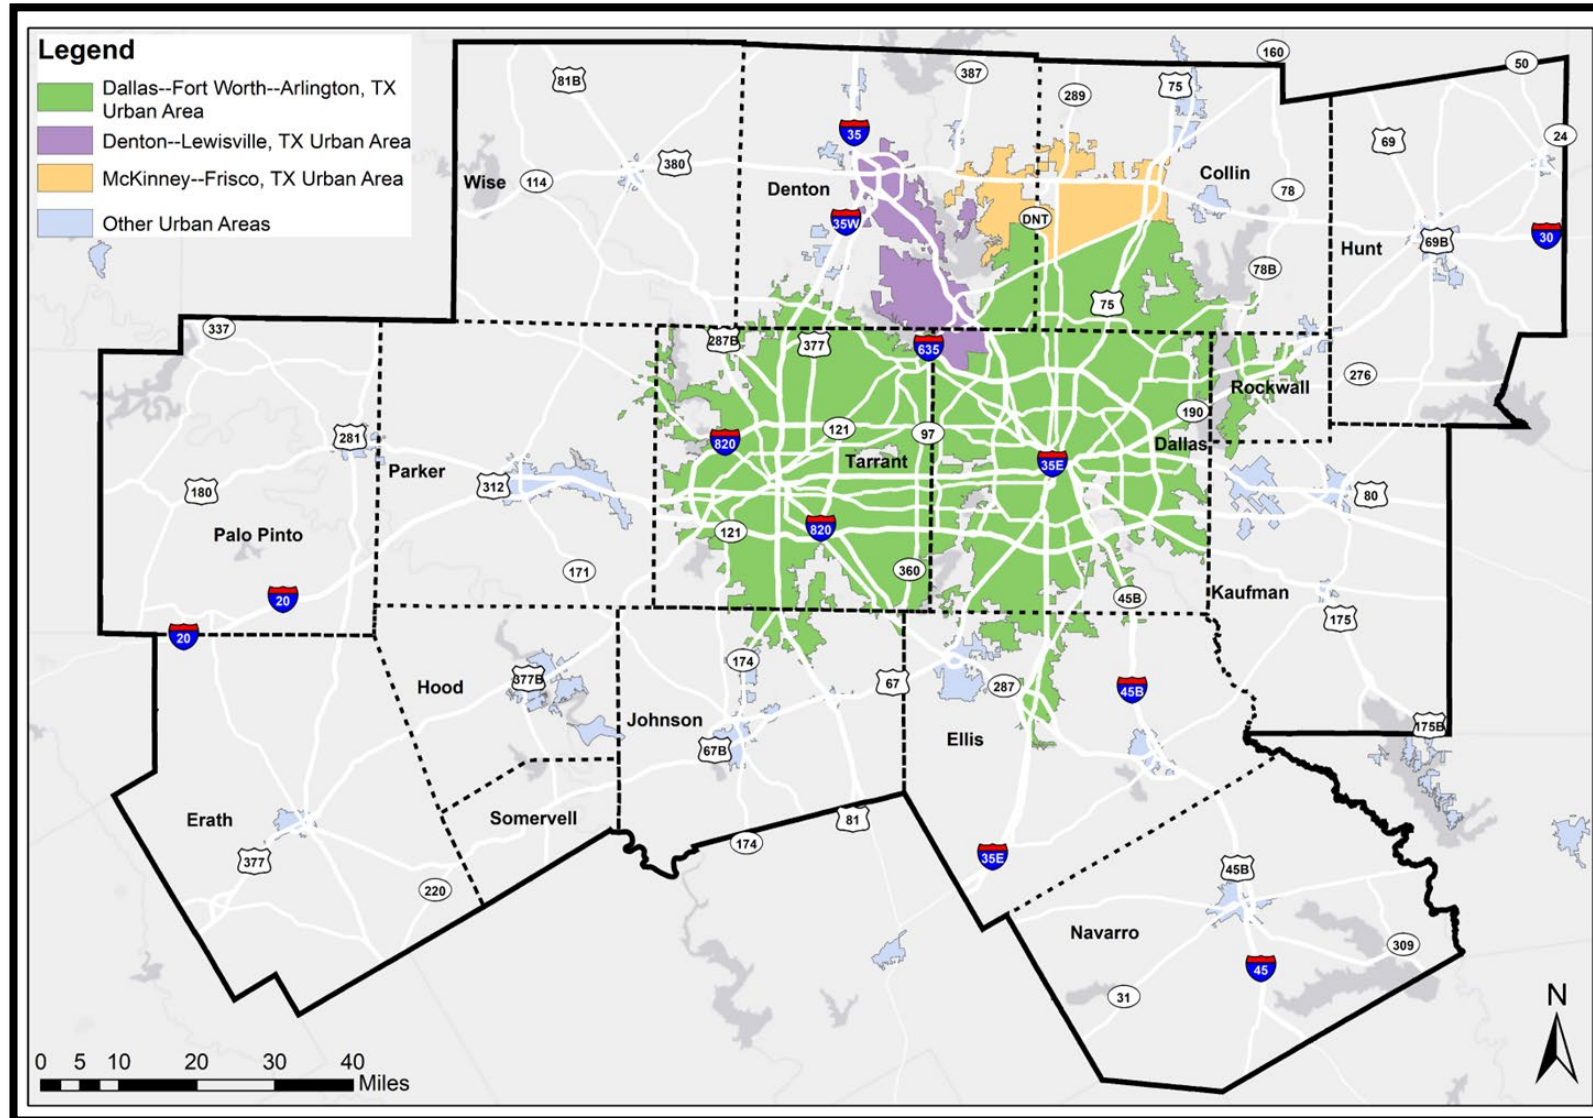 Legend
Dallas--Fort Worth--Arlington, TX
Urban Area
Denton--Lewisville, TX Urban Area
McKinney--Frisco, TX Urban Area
Other Urban Areas
160
50
81B
387
75
289
35
69
24
380
Wise
114
Denton
Collin
78
DNT
35W
69B
30
Hunt
78B
75
337
287B
377
635
276
Rockwall
190
281
820
121
97
Dallas
Tarrant
35E
Parker
312
180
80
Palo Pinto
121
820
171
360
45B
Kaufman
20
175
20
174
377B
Hood
67
287
45B
Johnson
67B
Ellis
175B
Erath
Somervell
81
174
377
35E
45B
220
Navarro
309
45
31
N
0 5 10 20 30 40
Miles